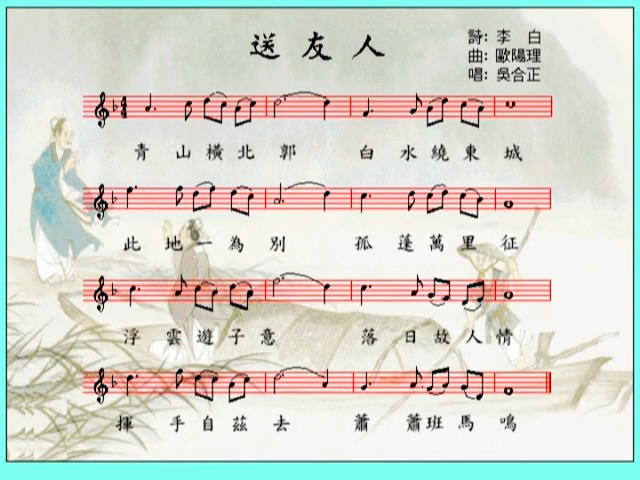 送友人
詩: 李 白
曲: 歐陽理
唱: 吳合正
青 山 橫 北 郭 白 水 繞 東 城
此 地 一 為 別 孤 蓬 萬 里 征
浮 雲 遊 子 意 落 日 故 人 情
揮 手 自 茲 去 蕭 蕭 班 馬 鳴